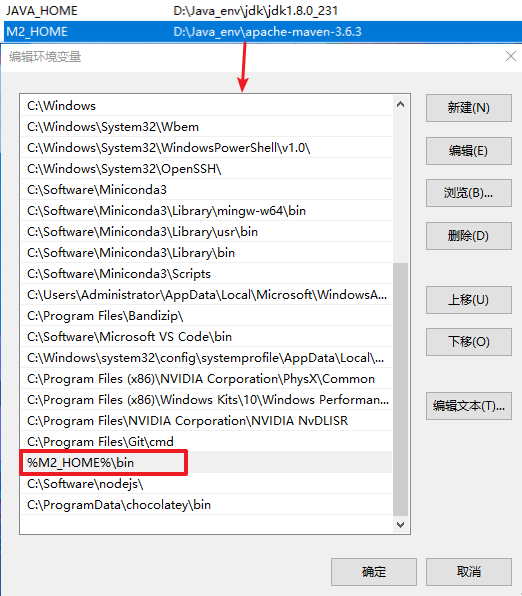 JAVA_HOME D:\Java_env\jdk\jdk1.8.0_231
M2_HOME D:\Java_env\apache-maven-3.6.3
编辑环境变量
C:\Windows
C:\Windows\System32\Wbem
C:\Windows\System32\WindowsPowerShell\v1.0\
C:\Windows\System32\OpenSSH\
C:\Software\Miniconda3
C:\Software\Miniconda3\Library\mingw-w64\bin
C:\Software\Miniconda3\Library\usr\bin
C:\Software\Miniconda3\Library\bin
C:\Software\Miniconda3\Scripts
C:\Users\Administrator\AppData\Local\Microsoft\WindowsA...
C:\Program Files\Bandizip\
C:\Software\Microsoft VS Code\bin
C:\Windows\system32\config\systemprofile\AppData\Local\...
C:\Program Files (x86)\NVIDIA Corporation\PhysX\Common
C:\Program Files (x86)\Windows Kits\10\Windows Performan...
C:\Program Files\NVIDIA Corporation\NVIDIA NvDLISR
C:\Program Files\Git\cmd
%M2_HOME%\bin
C:\Software\nodejs\
C:\ProgramData\chocolatey\bin
新建(N)
编辑(E)
浏览(B)...
删除(D)
上移(U)
下移(O)
编辑文本(T)...
确定
取消